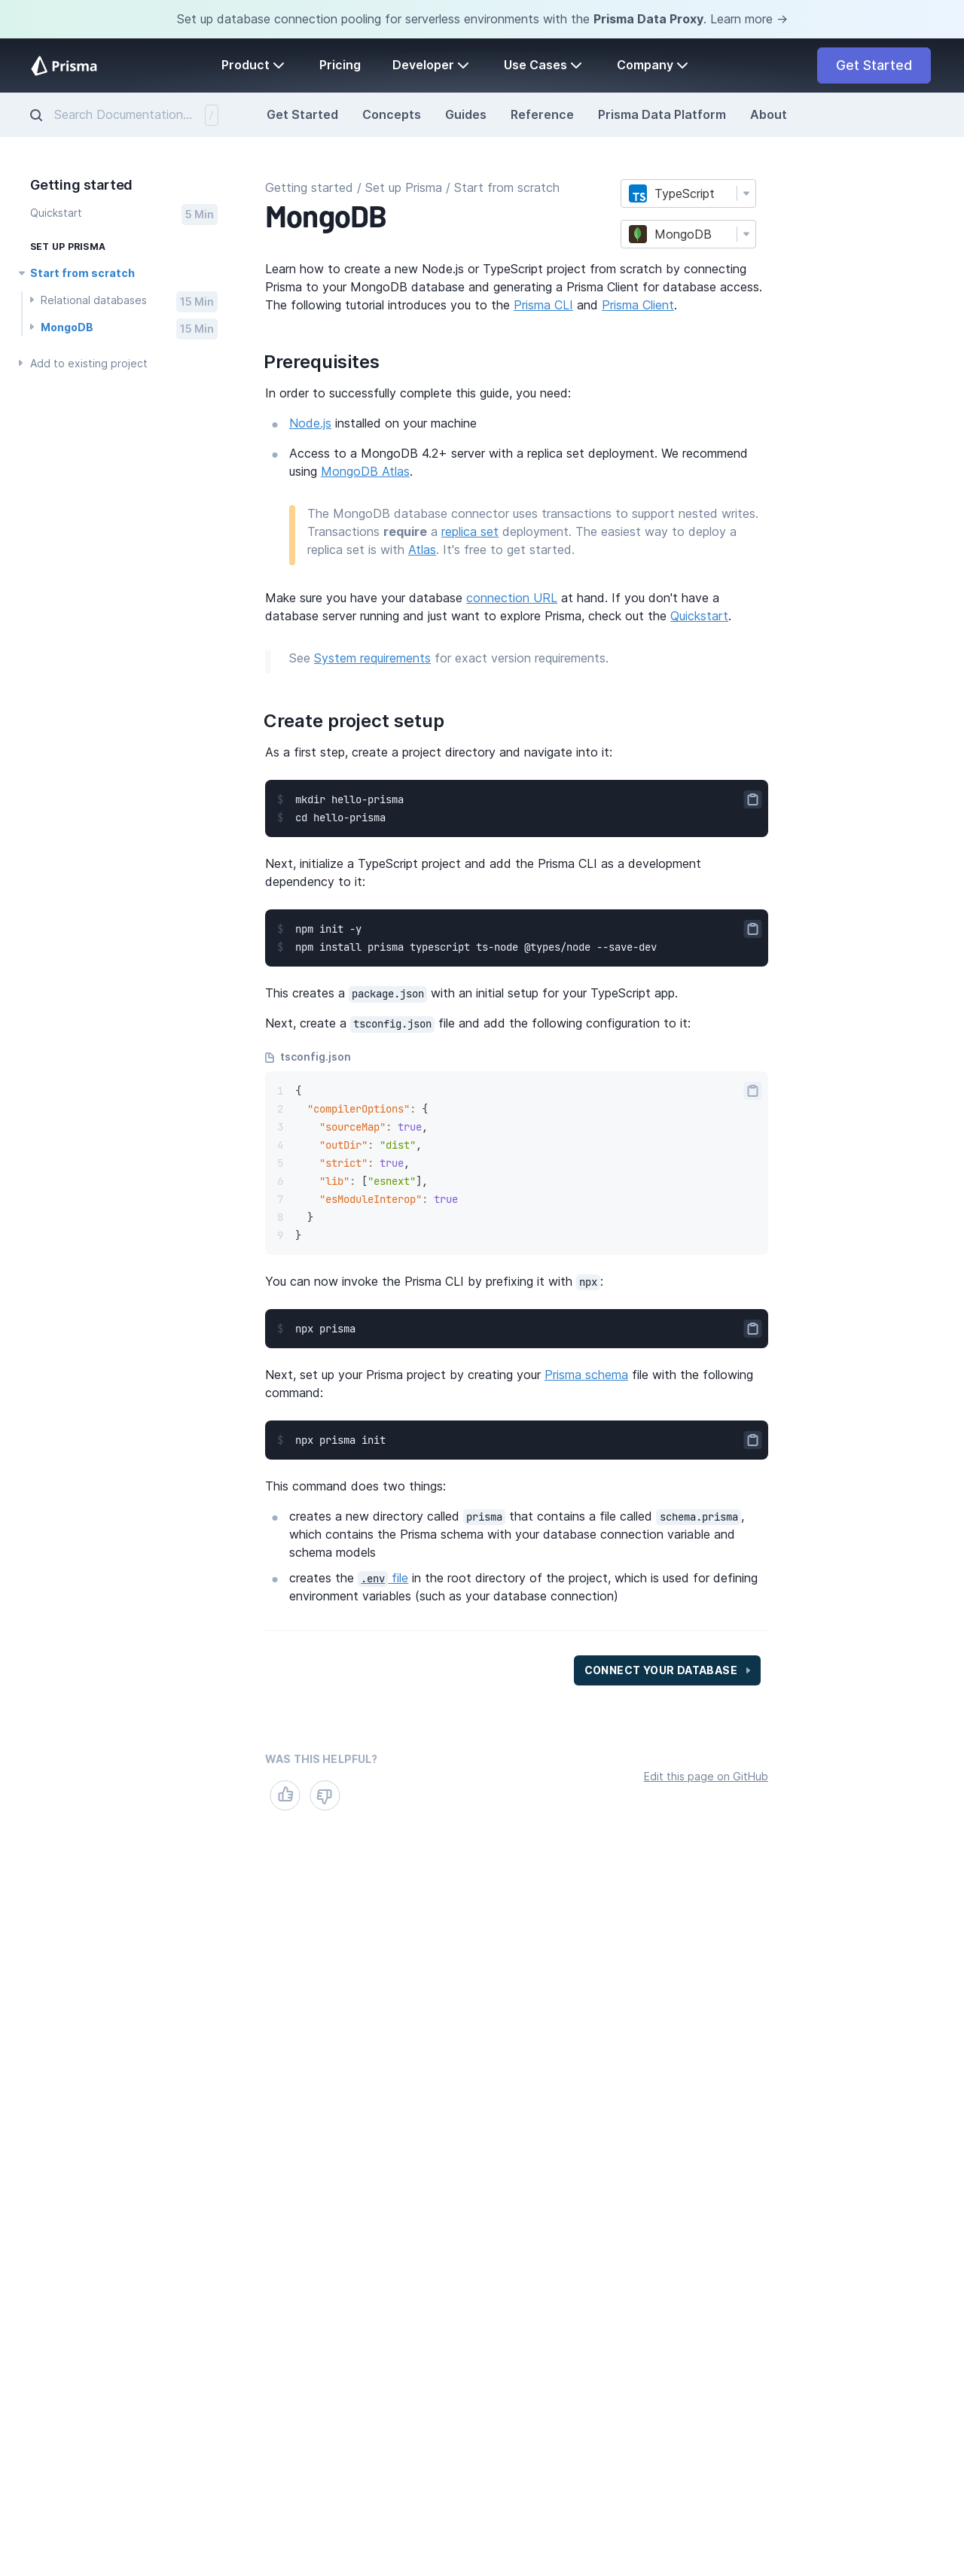 Set up database connection pooling for serverless environments with the Prisma Data Proxy. Learn more →
Prisma
Product
Pricing
Developer
Use Cases
Company
Get Started
Search Documentation...
/
Get Started
Concepts
Guides
Reference
Prisma Data Platform
About
Getting started
Quickstart
5 Min
SET UP PRISMA
Start from scratch
Relational databases
15 Min
MongoDB
15 Min
Add to existing project
Getting started / Set up Prisma / Start from scratch
MongoDB
TS TypeScript
MongoDB
Learn how to create a new Node.js or TypeScript project from scratch by connecting
Prisma to your MongoDB database and generating a Prisma Client for database access.
The following tutorial introduces you to the Prisma CLI and Prisma Client.
Prerequisites
In order to successfully complete this guide, you need:
Node.js installed on your machine
Access to a MongoDB 4.2+ server with a replica set deployment. We recommend
using MongoDB Atlas.
The MongoDB database connector uses transactions to support nested writes.
Transactions require a replica set deployment. The easiest way to deploy a
replica set is with Atlas. It's free to get started.
Make sure you have your database connection URL at hand. If you don't have a
database server running and just want to explore Prisma, check out the Quickstart.
See System requirements for exact version requirements.
Create project setup
As a first step, create a project directory and navigate into it:
$ mkdir hello-prisma
$ cd hello-prisma
Next, initialize a TypeScript project and add the Prisma CLI as a development
dependency to it:
$ npm init -y
$ npm install prisma typescript ts-node @types/node --save-dev
This creates a package.json with an initial setup for your TypeScript app.
Next, create a tsconfig.json file and add the following configuration to it:
tsconfig.json
1 {
2 "compilerOptions": {
3 "sourceMap": true,
4 "outDir": "dist",
5 "strict": true,
6 "lib": ["esnext"],
7 "esModuleInterop": true
8 }
9 }
You can now invoke the Prisma CLI by prefixing it with npx:
$ npx prisma
Next, set up your Prisma project by creating your Prisma schema file with the following
command:
$ npx prisma init
This command does two things:
creates a new directory called prisma that contains a file called schema.prisma,
which contains the Prisma schema with your database connection variable and
schema models
creates the .env file in the root directory of the project, which is used for defining
environment variables (such as your database connection)
CONNECT YOUR DATABASE
WAS THIS HELPFUL?
Edit this page on GitHub